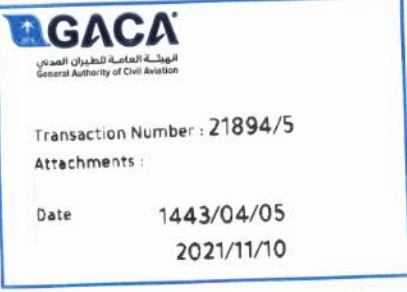 GACA
الهيئة العامة للطيران المدني
General Authority of Civil Aviation
Transaction Number : 21894/5
Attachments :
Date 1443/04/05
2021/11/10